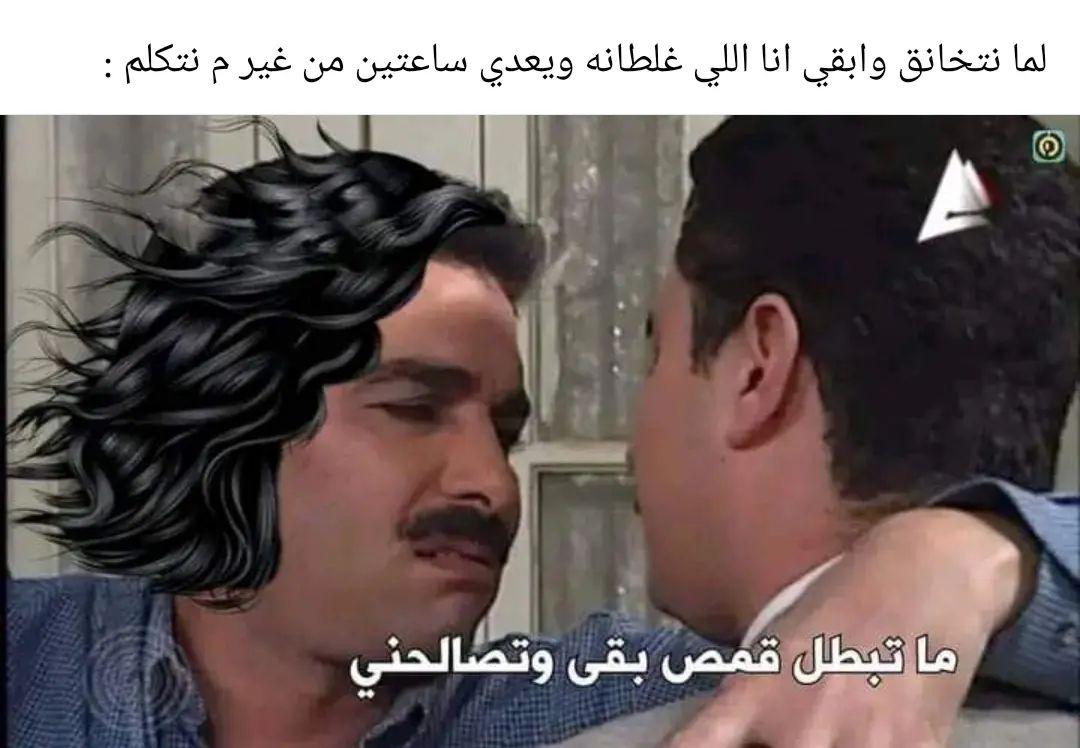 لما نتخانق وابقي انا اللي غلطانه ويعدي ساعتين من غير م نتكلم :
ما تبطل قمص بقى وتصالحني